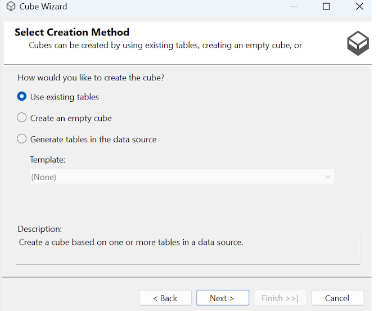 Cube Wizard
Select Creation Method
Cubes can be created by using existing tables, creating an empty cube, or
How would you like to create the cube?
Use existing tables
Create an empty cube
Generate tables in the data source
Template:
(None)
Description:
Create a cube based on one or more tables in a data source.
< Back
Next >
Finish >>|
Cancel